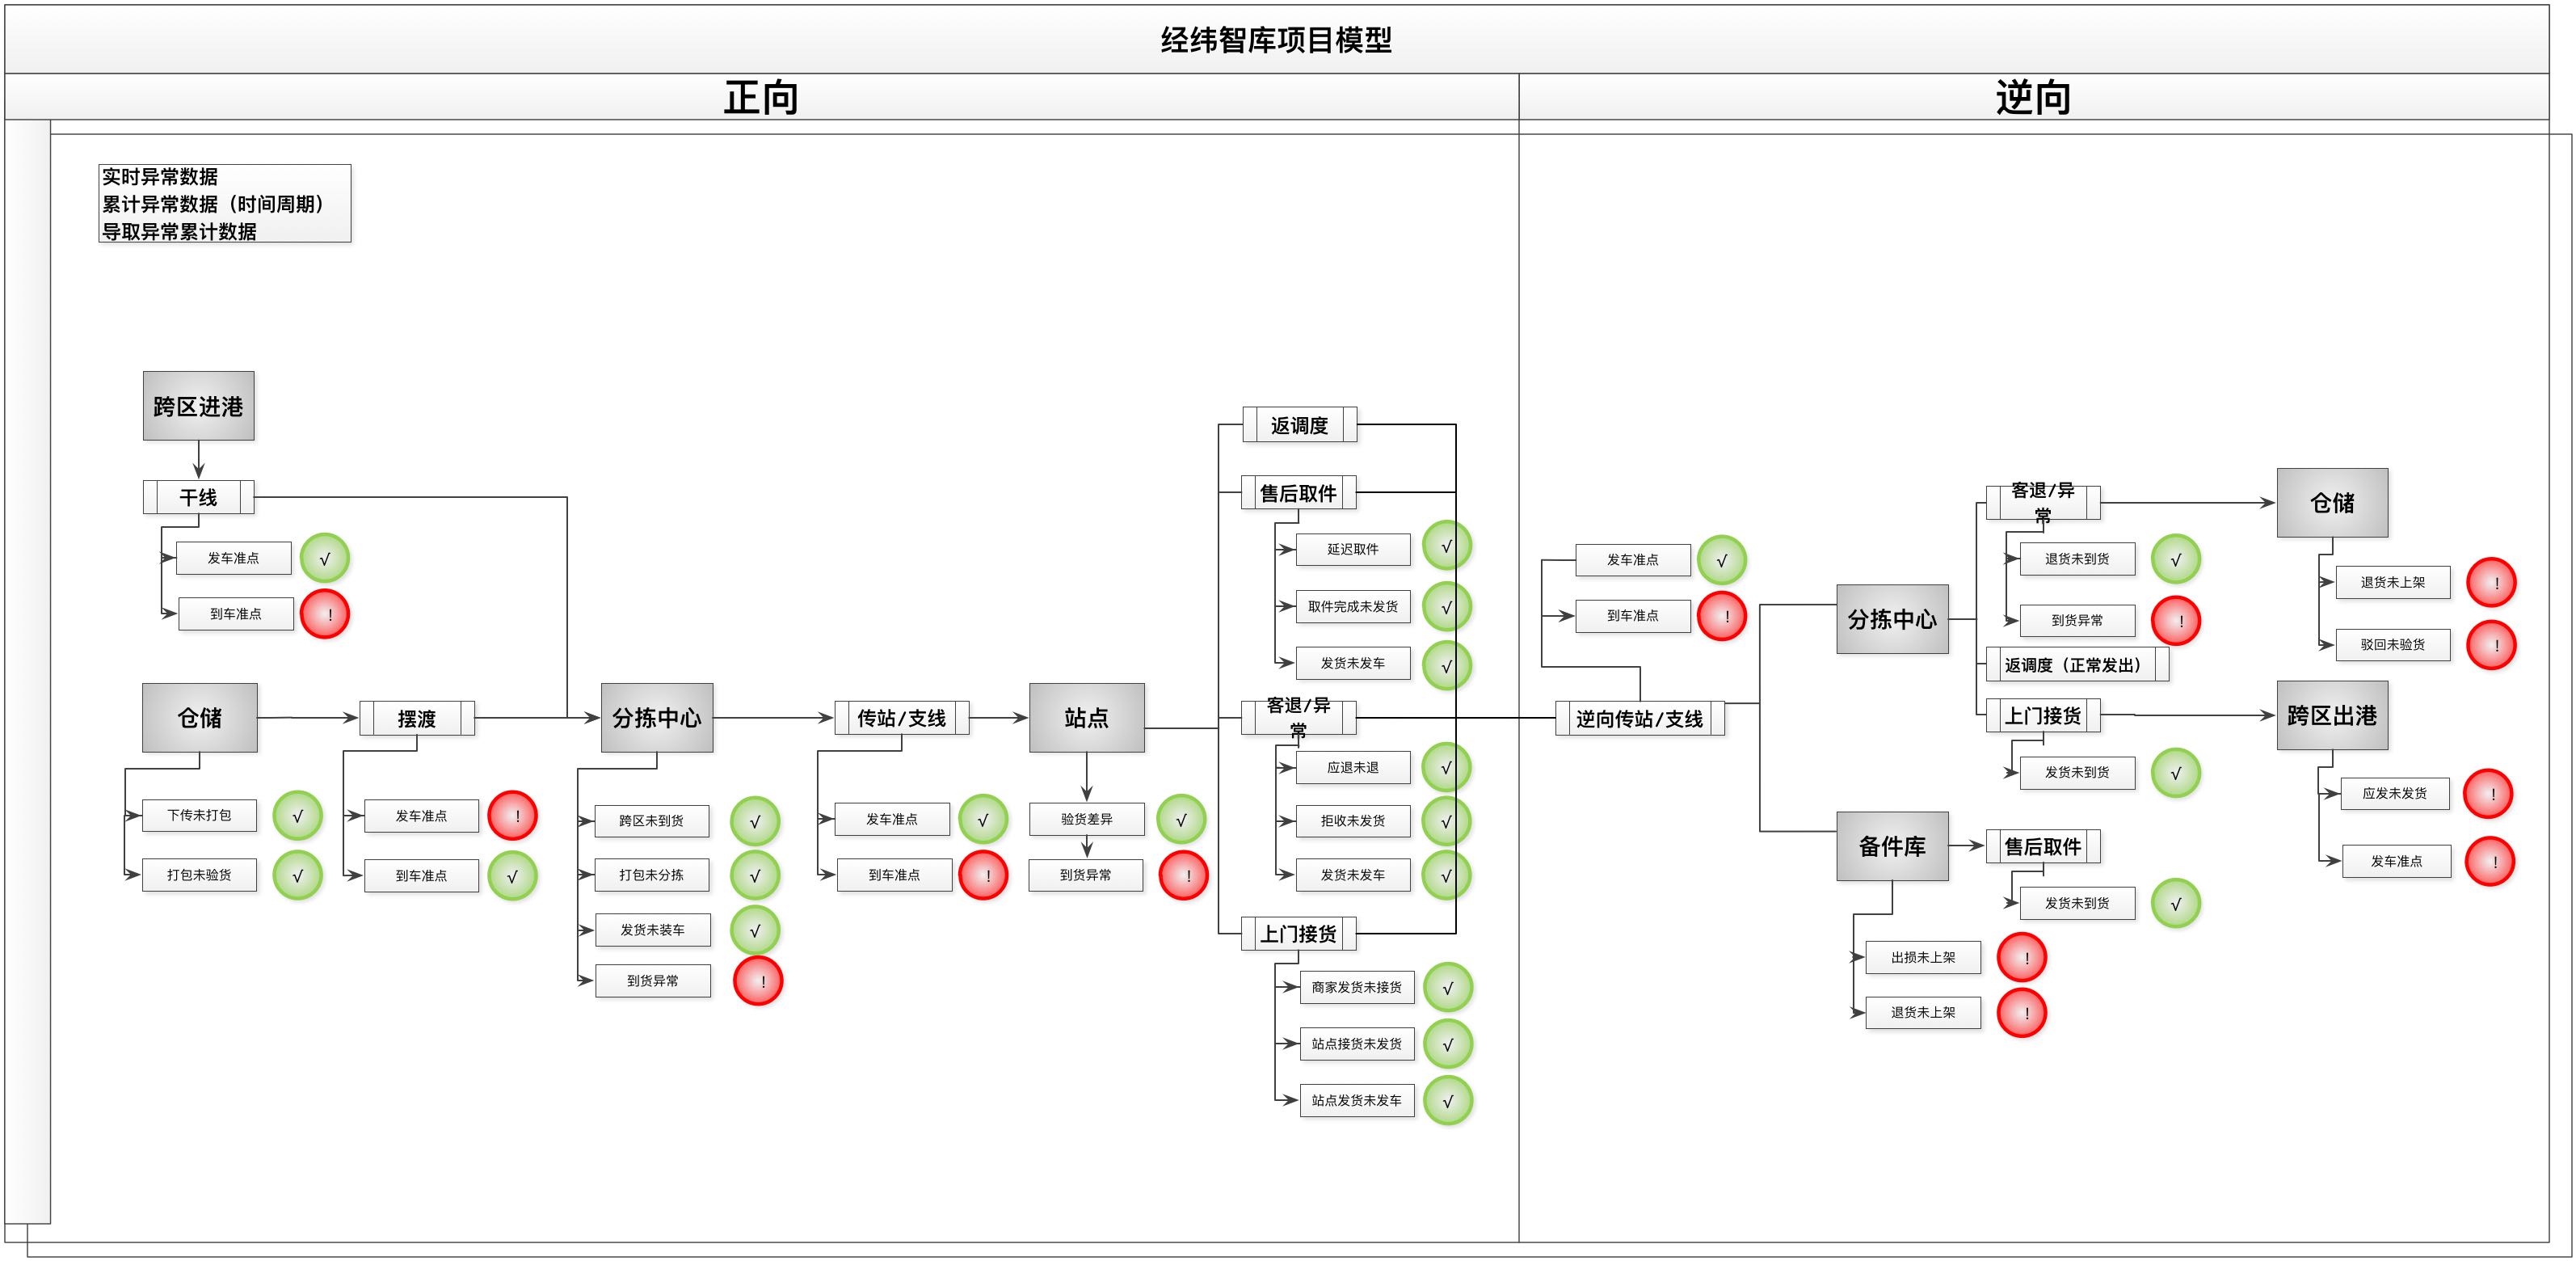 经纬智库项目模型
正向
逆向
实时异常数据
累计异常数据（时间周期）
导取异常累计数据
跨区进港
干线
发车准点
√
到车准点
！
仓储
下传未打包
√
打包未验货
√
摆渡
发车准点
！
到车准点
√
分拣中心
跨区未到货
√
打包未分拣
√
发货未装车
√
到货异常
！
传站/支线
发车准点
√
到车准点
！
站点
验货差异
√
到货异常
！
返调度
售后取件
延迟取件
√
取件完成未发货
√
发货未发车
√
客退/异
常
应退未退
√
拒收未发货
√
发货未发车
√
上门接货
商家发货未接货
√
站点接货未发货
√
站点发货未发车
√
发车准点
√
到车准点
！
逆向传站/支线
分拣中心
客退/异
常
退货未到货
√
到货异常
！
返调度（正常发出）
上门接货
发货未到货
√
备件库
出损未上架
！
退货未上架
！
售后取件
发货未到货
√
仓储
退货未上架
！
驳回未验货
！
跨区出港
应发未发货
！
发车准点
！